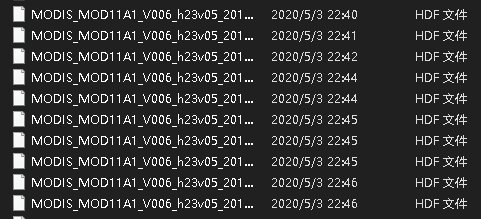 MODIS_MOD11A1_V006_h23v05_201... 2020/5/3 22:40 HDF 文件
MODIS_MOD11A1_V006_h23v05_201... 2020/5/3 22:41 HDF 文件
MODIS_MOD11A1_V006_h23v05_201... 2020/5/3 22:42 HDF 文件
MODIS_MOD11A1_V006_h23v05_201... 2020/5/3 22:44 HDF 文件
MODIS_MOD11A1_V006_h23v05_201... 2020/5/3 22:44 HDF 文件
MODIS_MOD11A1_V006_h23v05_201... 2020/5/3 22:45 HDF 文件
MODIS_MOD11A1_V006_h23v05_201... 2020/5/3 22:45 HDF 文件
MODIS_MOD11A1_V006_h23v05_201... 2020/5/3 22:45 HDF 文件
MODIS_MOD11A1_V006_h23v05_201... 2020/5/3 22:46 HDF 文件
MODIS_MOD11A1_V006_h23v05_201... 2020/5/3 22:46 HDF 文件